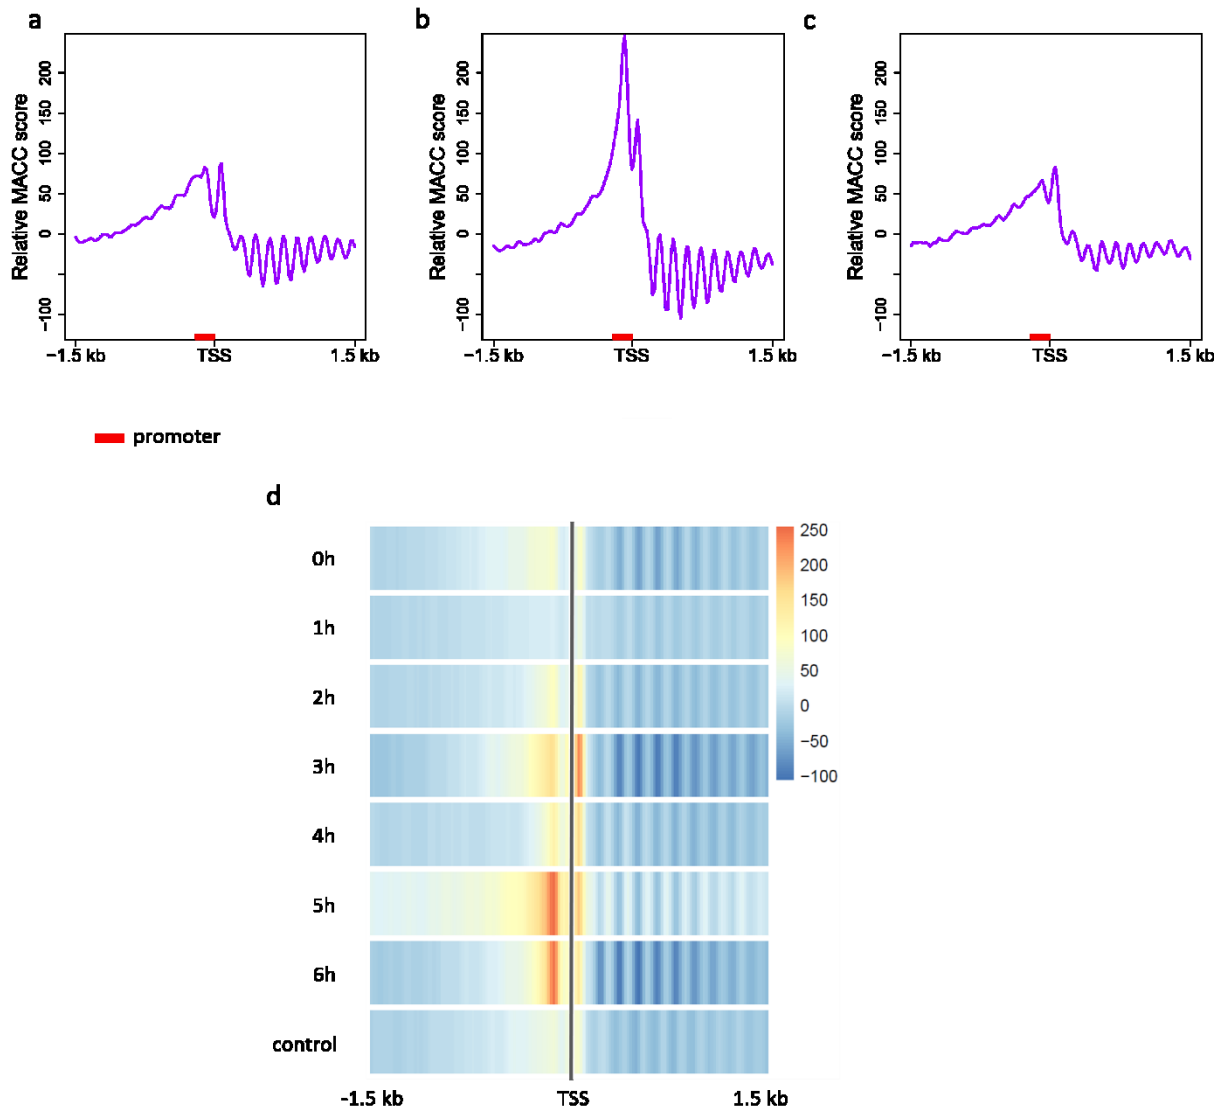 a
b
c
Relative MACC score
200
150
100
50
0
−100
−1.5 kb
TSS
1.5 kb
Relative MACC score
200
150
100
50
0
−100
−1.5 kb
TSS
1.5 kb
Relative MACC score
200
150
100
50
0
−100
−1.5 kb
TSS
1.5 kb
promoter
d
0h
1h
2h
3h
4h
5h
6h
control
250
200
150
100
50
0
−50
−100
-1.5 kb
TSS
1.5 kb